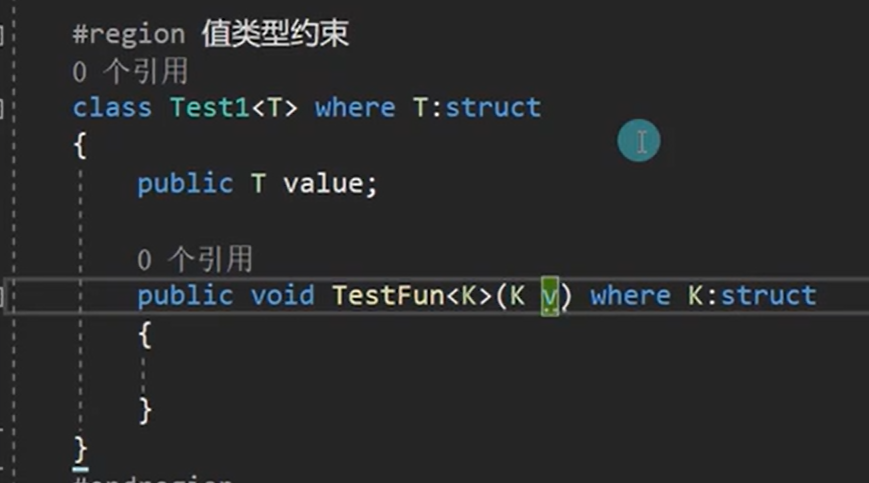 #region 值类型约束
0 个引用
class Test1<T> where T:struct
{
public T value;
0 个引用
public void TestFun<K>(K v) where K:struct
{
}
}
#endregion